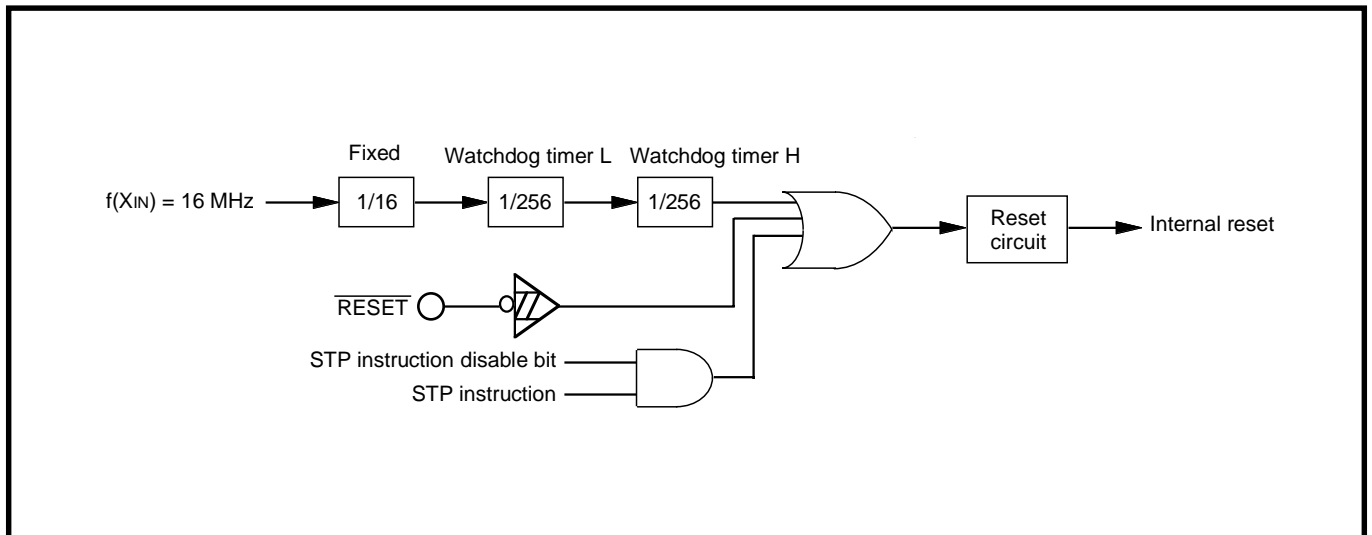 Fixed
Watchdog timer L
Watchdog timer H
f(XIN) = 16 MHz
1/16
1/256
1/256
Reset
circuit
Internal reset
RESET
STP instruction disable bit
STP instruction